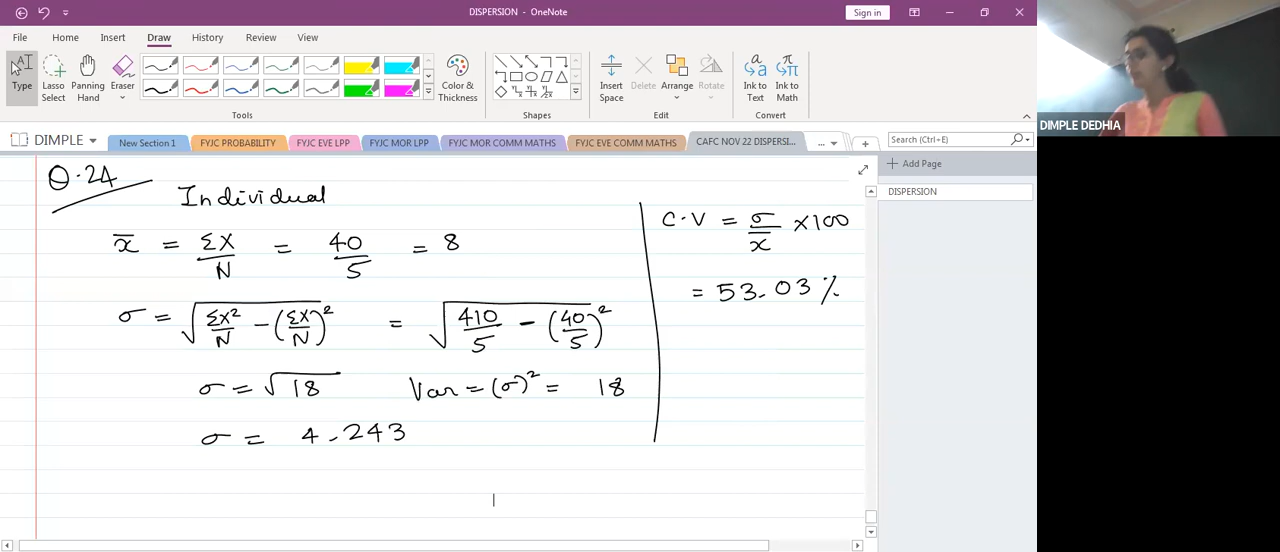 DISPERSION - OneNote
Sign in
File Home Insert Draw History Review View
Type
Lasso Select
Panning Hand
Eraser
Color & Thickness
Insert Space
Delete
Arrange
Rotate
Ink to Text
Ink to Math
Tools
Shapes
Edit
Convert
DIMPLE
New Section 1
FYJC PROBABILITY
FYJC EVE LPP
FYJC MOR LPP
FYJC MOR COMM MATHS
FYJC EVE COMM MATHS
CAFC NOV 22 DISPERSI...
...
Search (Ctrl+E)
Add Page
DISPERSION
DIMPLE DEDHIA
Q.24
Individual
x̄ = ΣX/N = 40/5 = 8
σ = √(ΣX²/N - (ΣX/N)²) = √(410/5 - (40/5)²)
σ = √18 Var = (σ)² = 18
σ = 4.243
C.V = σ/x̄ ×100
= 53.03%